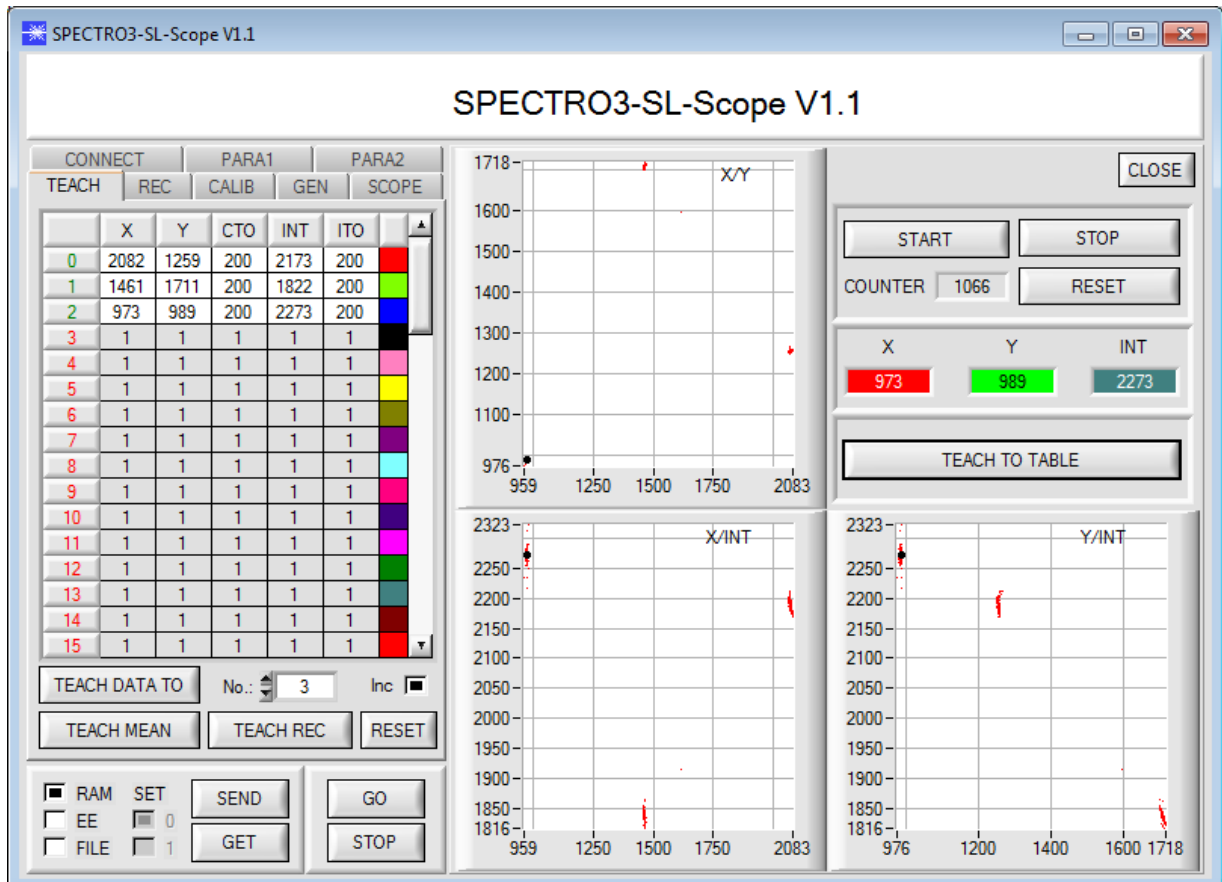 SPECTRO3-SL-Scope V1.1
SPECTRO3-SL-Scope V1.1
CONNECT PARA1 PARA2
TEACH REC CALIB GEN SCOPE
X Y CTO INT ITO
0 2082 1259 200 2173 200
1 1461 1711 200 1822 200
2 973 989 200 2273 200
3 1 1 1 1 1
4 1 1 1 1 1
5 1 1 1 1 1
6 1 1 1 1 1
7 1 1 1 1 1
8 1 1 1 1 1
9 1 1 1 1 1
10 1 1 1 1 1
11 1 1 1 1 1
12 1 1 1 1 1
13 1 1 1 1 1
14 1 1 1 1 1
15 1 1 1 1 1
TEACH DATA TO No.: 3 Inc
TEACH MEAN TEACH REC RESET
RAM SET SEND GO
EE 0
FILE 1 GET STOP
X/Y
1718
1600
1500
1400
1300
1200
1100
976
959 1250 1500 1750 2083
CLOSE
START STOP
COUNTER 1066 RESET
X Y INT
973 989 2273
TEACH TO TABLE
X/INT
2323
2250
2200
2150
2100
2050
2000
1950
1900
1850
1816
959 1250 1500 1750 2083
Y/INT
2323
2250
2200
2150
2100
2050
2000
1950
1900
1850
1816
976 1200 1400 1600 1718